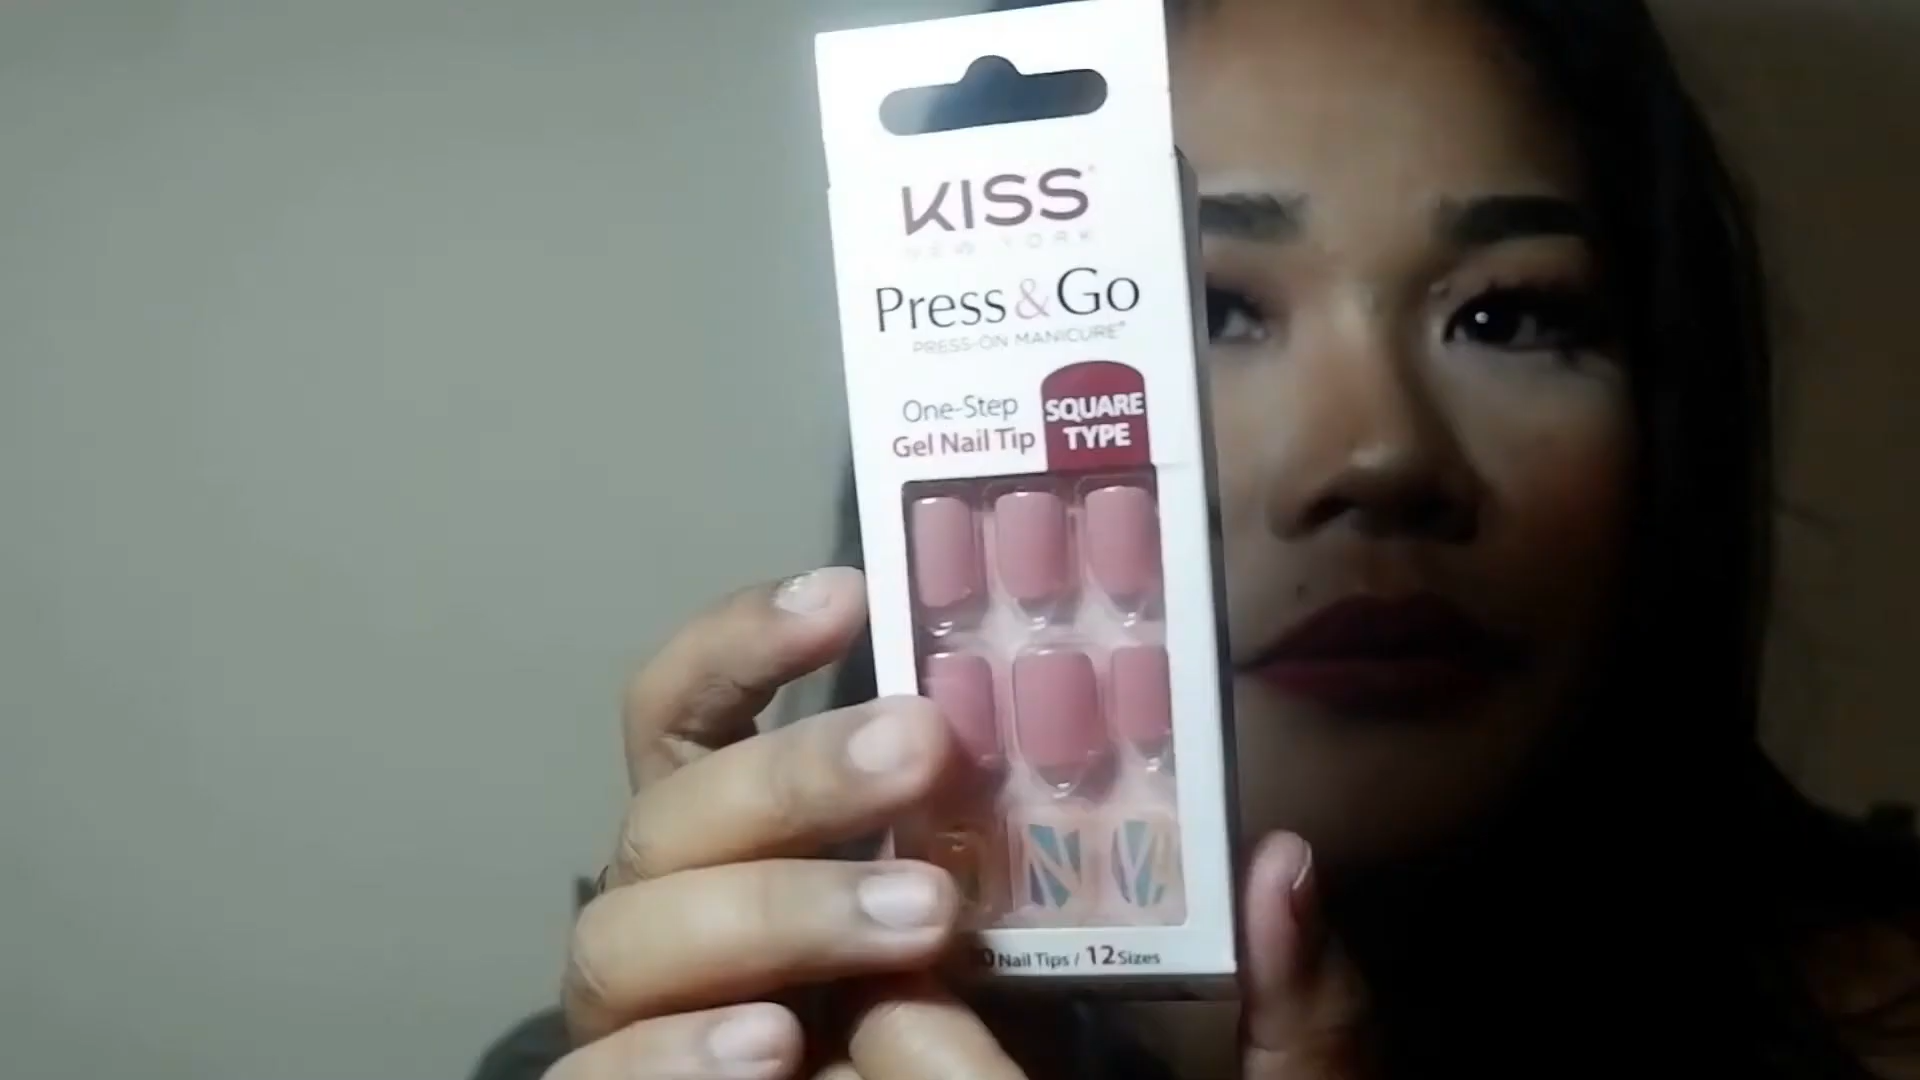 KISS
NEW YORK
Press & Go
PRESS-ON MANICURE
One-Step
Gel Nail Tip
SQUARE
TYPE
0 Nail Tips / 12 Sizes